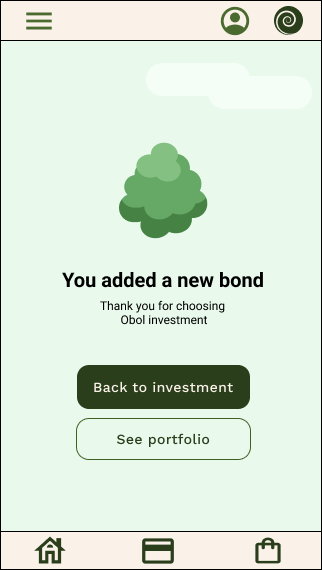 You added a new bond
Thank you for choosing
Obol investment
Back to investment
See portfolio